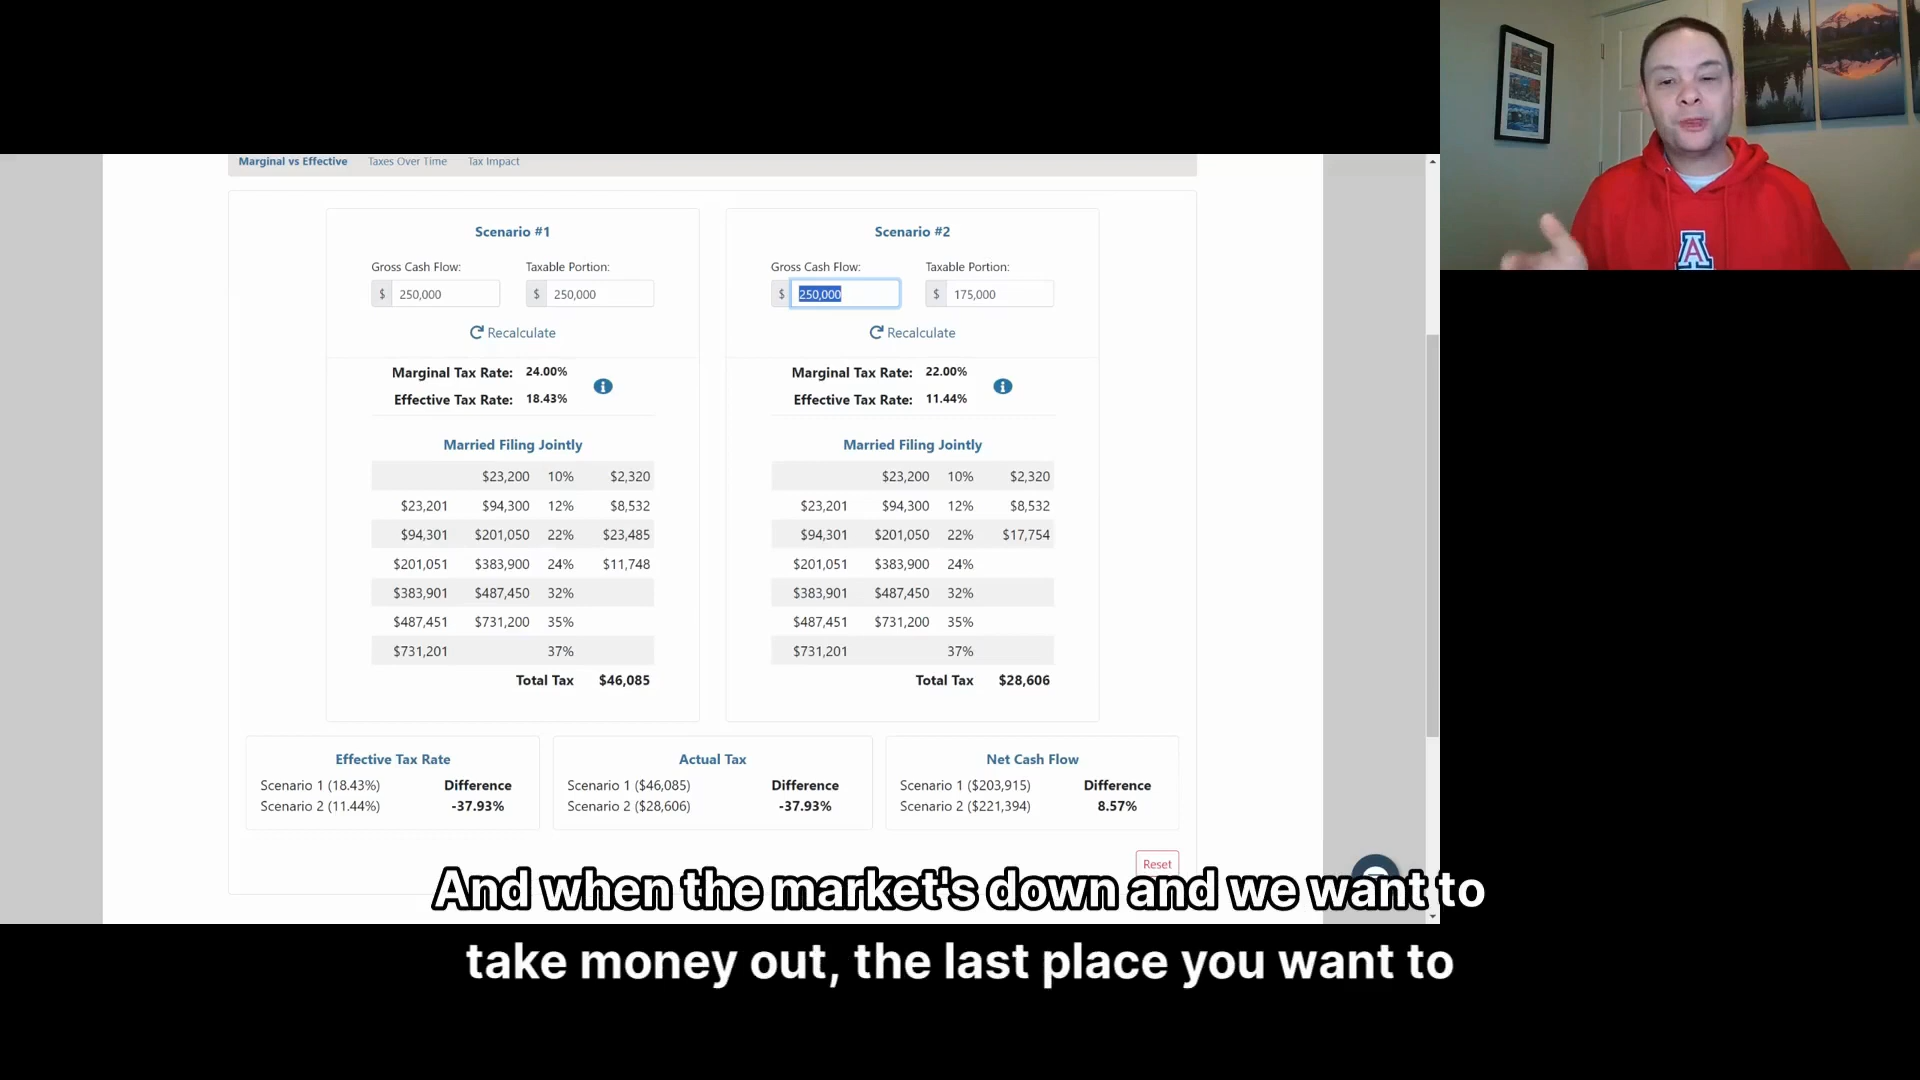 Marginal vs Effective Taxes Over Time Tax Impact
Scenario #1
Gross Cash Flow: Taxable Portion:
$ 250,000 $ 250,000
Recalculate
Marginal Tax Rate: 24.00%
Effective Tax Rate: 18.43%
Married Filing Jointly
$23,200 10% $2,320
$23,201 $94,300 12% $8,532
$94,301 $201,050 22% $23,485
$201,051 $383,900 24% $11,748
$383,901 $487,450 32%
$487,451 $731,200 35%
$731,201 37%
Total Tax $46,085
Scenario #2
Gross Cash Flow: Taxable Portion:
$ 250,000 $ 175,000
Recalculate
Marginal Tax Rate: 22.00%
Effective Tax Rate: 11.44%
Married Filing Jointly
$23,200 10% $2,320
$23,201 $94,300 12% $8,532
$94,301 $201,050 22% $17,754
$201,051 $383,900 24%
$383,901 $487,450 32%
$487,451 $731,200 35%
$731,201 37%
Total Tax $28,606
Effective Tax Rate
Scenario 1 (18.43%) Difference
Scenario 2 (11.44%) -37.93%
Actual Tax
Scenario 1 ($46,085) Difference
Scenario 2 ($28,606) -37.93%
Net Cash Flow
Scenario 1 ($203,915) Difference
Scenario 2 ($221,394) 8.57%
Reset
And when the market's down and we want to
take money out, the last place you want to
A